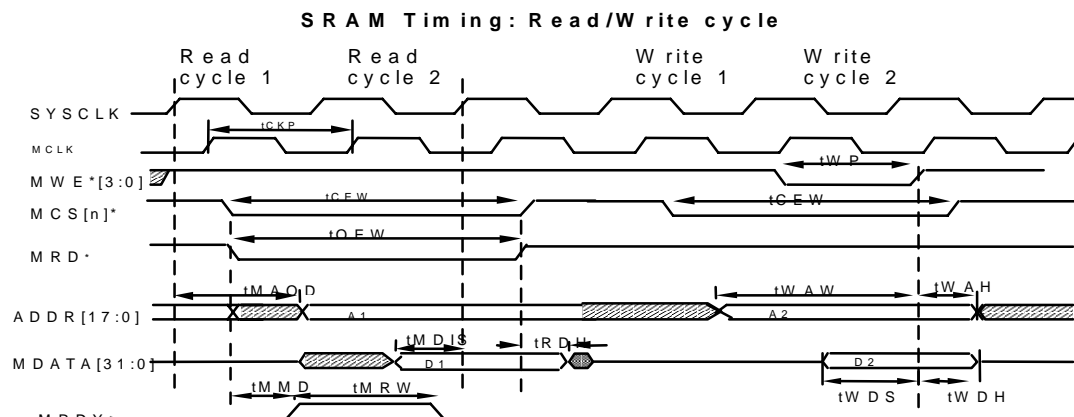 SRAM Timing: Read/Write cycle
Read cycle 1
Read cycle 2
Write cycle 1
Write cycle 2
SYSCLK
tCKP
MCLK
tWP
MWE*[3:0]
tCEW
tCEW
MCS[n]*
tOEW
MRD*
tMAOD
tWAW
tWAH
ADDR[17:0]
A1
A2
tMDIS
tRDH
MDATA[31:0]
D1
D2
tMMD
tMRW
tWDS
tWDH